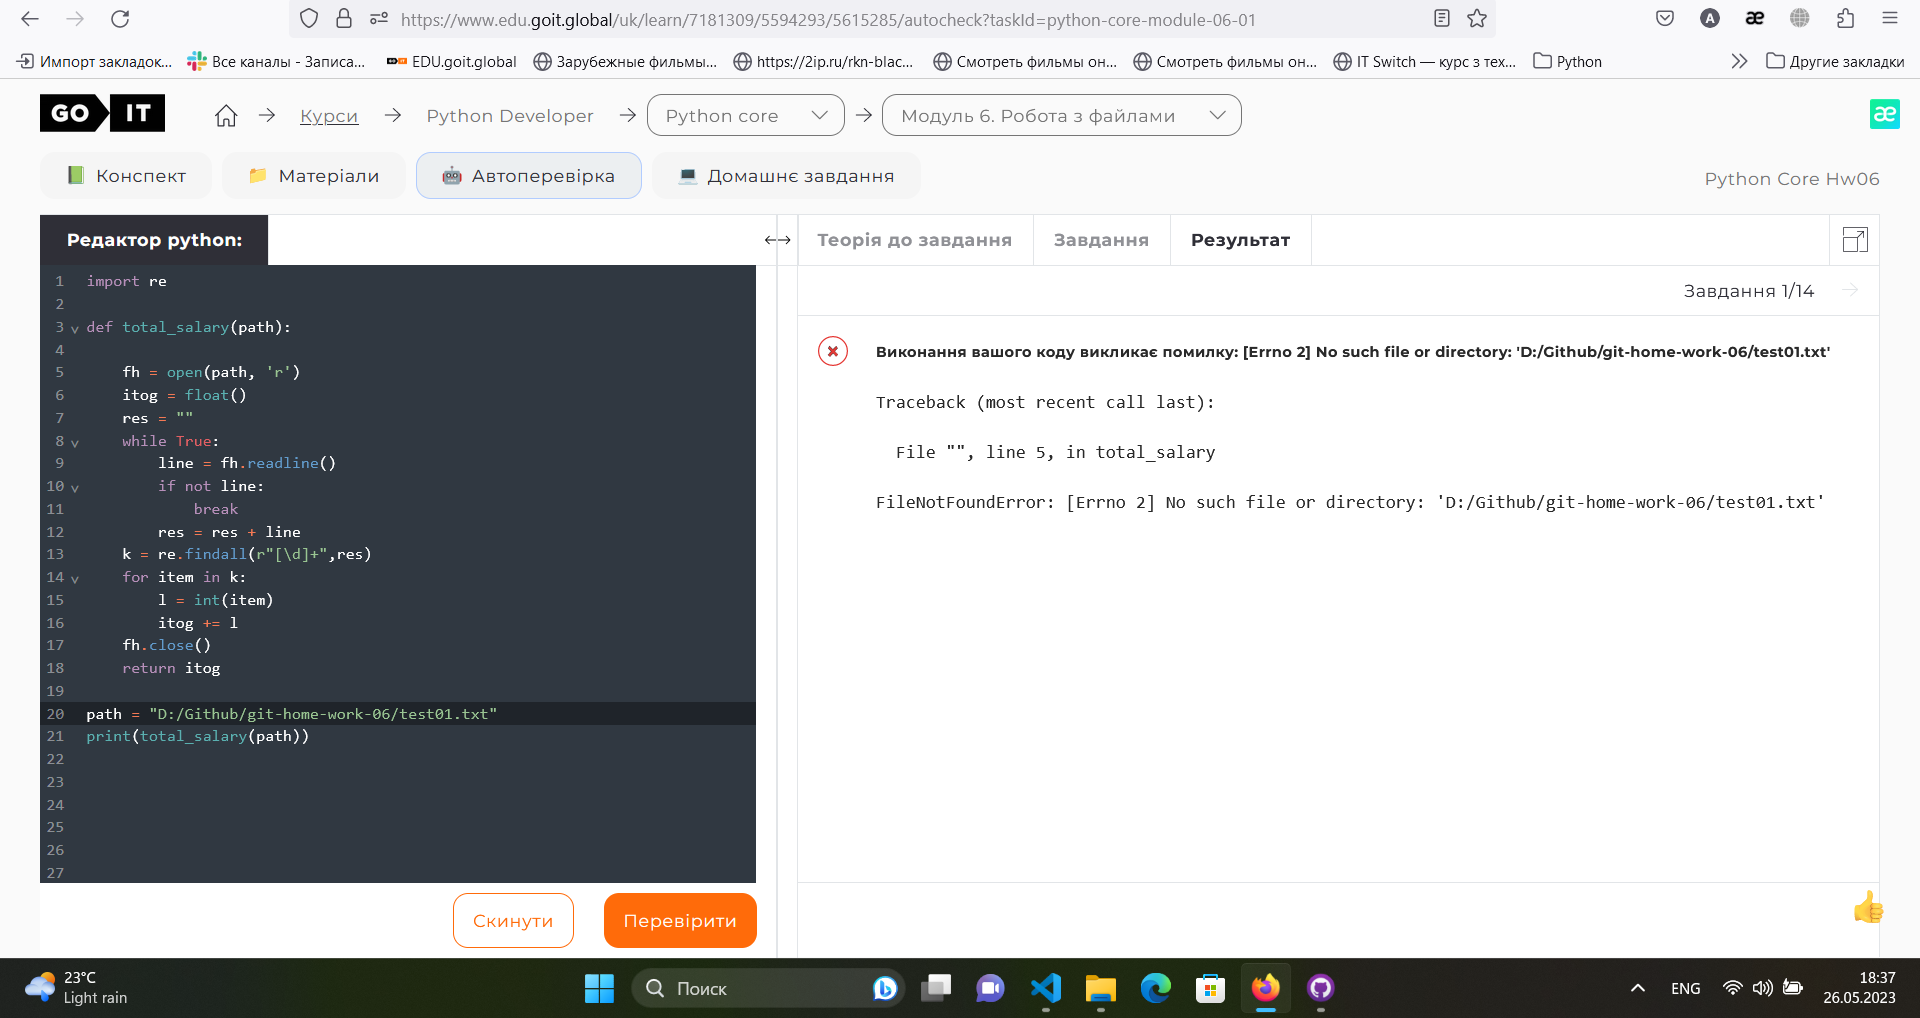 https://www.edu.goit.global/uk/learn/7181309/5594293/5615285/autocheck?taskId=python-core-module-06-01
A
æ
Импорт закладок...
Все каналы - Записа...
EDU.goit.global
Зарубежные фильмы...
https://2ip.ru/rkn-blac...
Смотреть фильмы он...
Смотреть фильмы он...
IT Switch — курс з тех...
Python
Другие закладки
GO IT
Курси
Python Developer
Python core
Модуль 6. Робота з файлами
æ
Конспект
Матеріали
Автоперевірка
Домашнє завдання
Python Core Hw06
Редактор python:
1 import re
2
3 def total_salary(path):
4
5 fh = open(path, 'r')
6 itog = float()
7 res = ""
8 while True:
9 line = fh.readline()
10 if not line:
11 break
12 res = res + line
13 k = re.findall(r"[\d]+",res)
14 for item in k:
15 l = int(item)
16 itog += l
17 fh.close()
18 return itog
19
20 path = "D:/Github/git-home-work-06/test01.txt"
21 print(total_salary(path))
22
23
24
25
26
27
Скинути
Перевірити
Теорія до завдання
Завдання
Результат
Завдання 1/14
Виконання вашого коду викликає помилку: [Errno 2] No such file or directory: 'D:/Github/git-home-work-06/test01.txt'
Traceback (most recent call last):
File "", line 5, in total_salary
FileNotFoundError: [Errno 2] No such file or directory: 'D:/Github/git-home-work-06/test01.txt'
23°C
Light rain
Поиск
ENG
18:37
26.05.2023